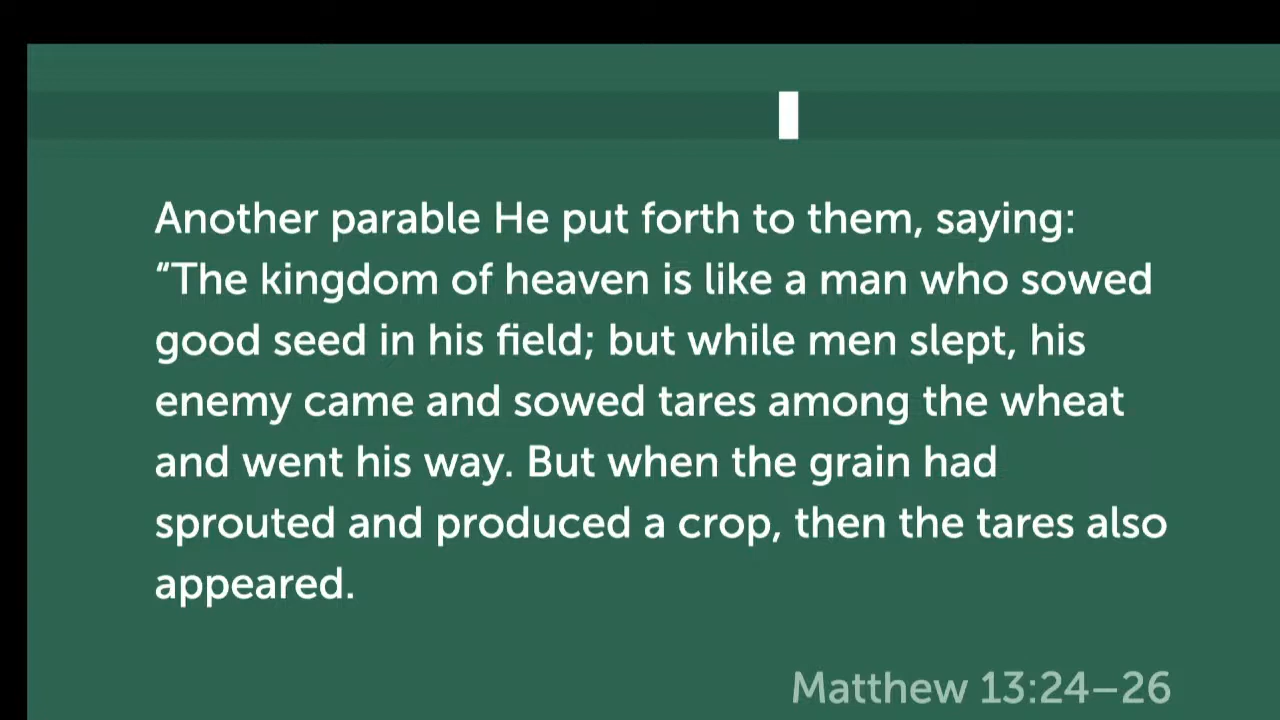 Another parable He put forth to them, saying:
“The kingdom of heaven is like a man who sowed
good seed in his field; but while men slept, his
enemy came and sowed tares among the wheat
and went his way. But when the grain had
sprouted and produced a crop, then the tares also
appeared.
Matthew 13:24–26